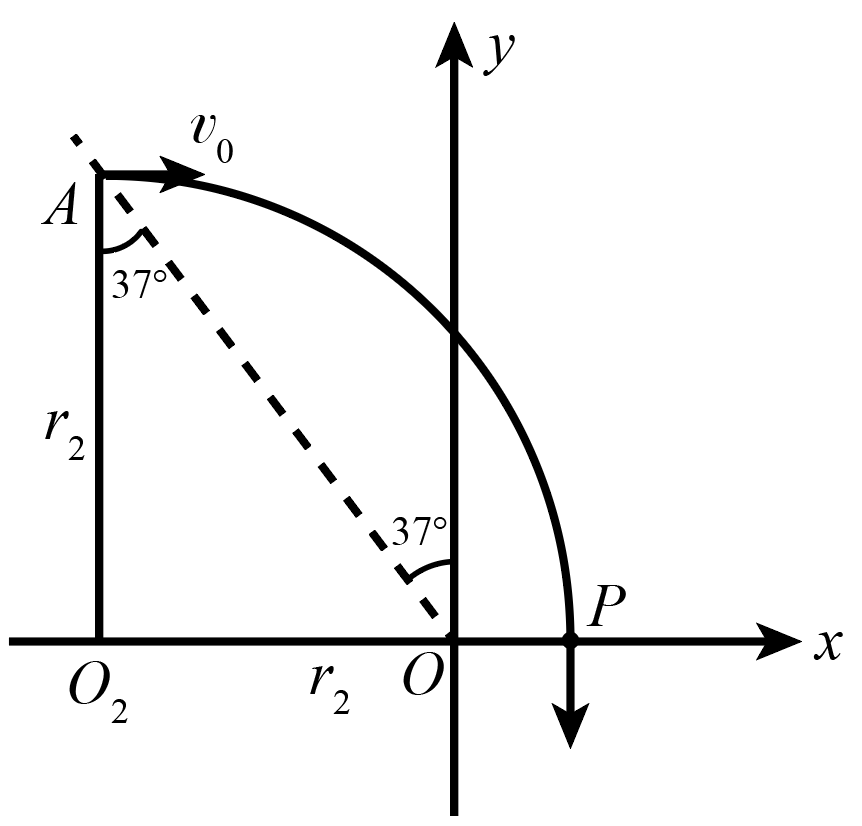 y
v₀
A
37°
r₂
37°
P
x
O₂
r₂
O